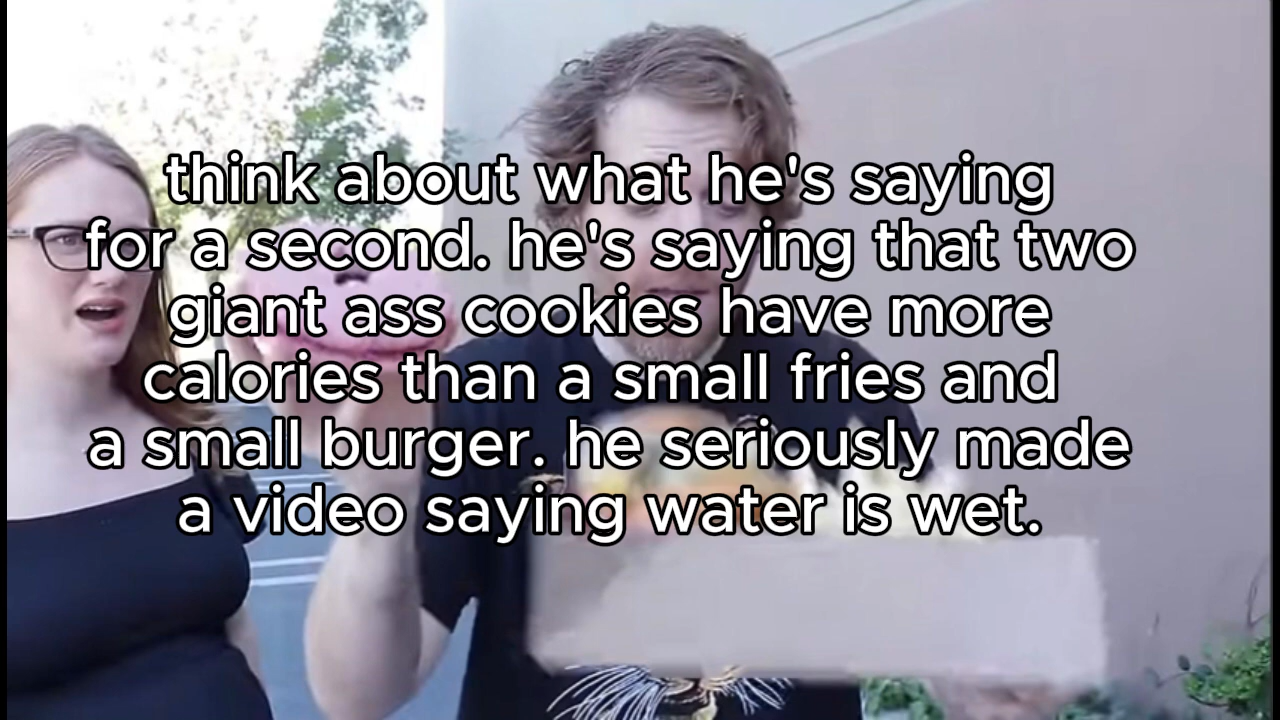 think about what he's saying
for a second. he's saying that two
giant ass cookies have more
calories than a small fries and
a small burger. he seriously made
a video saying water is wet.